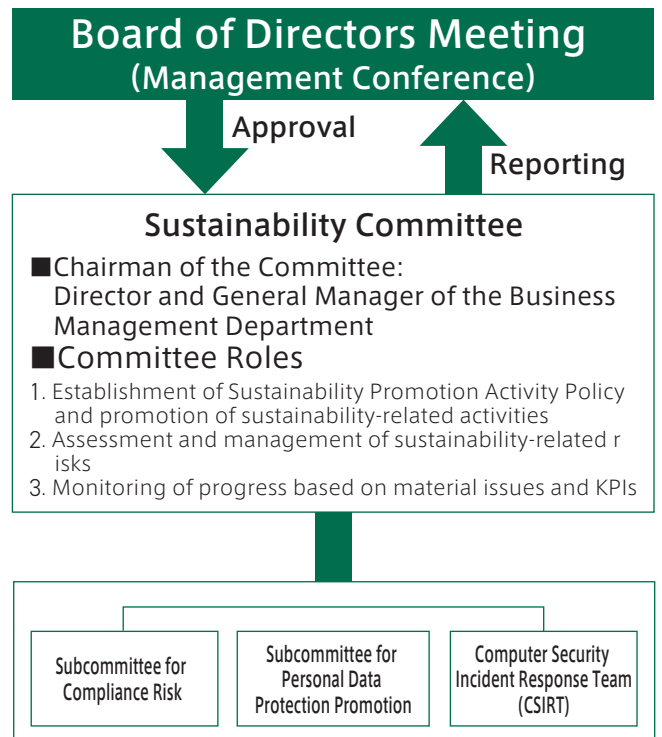 Board of Directors Meeting
(Management Conference)
Approval
Reporting
Sustainability Committee
■Chairman of the Committee:
Director and General Manager of the Business
Management Department
■Committee Roles
1. Establishment of Sustainability Promotion Activity Policy
and promotion of sustainability-related activities
2. Assessment and management of sustainability-related r
isks
3. Monitoring of progress based on material issues and KPIs
Subcommittee for
Compliance Risk
Subcommittee for
Personal Data
Protection Promotion
Computer Security
Incident Response Team
(CSIRT)